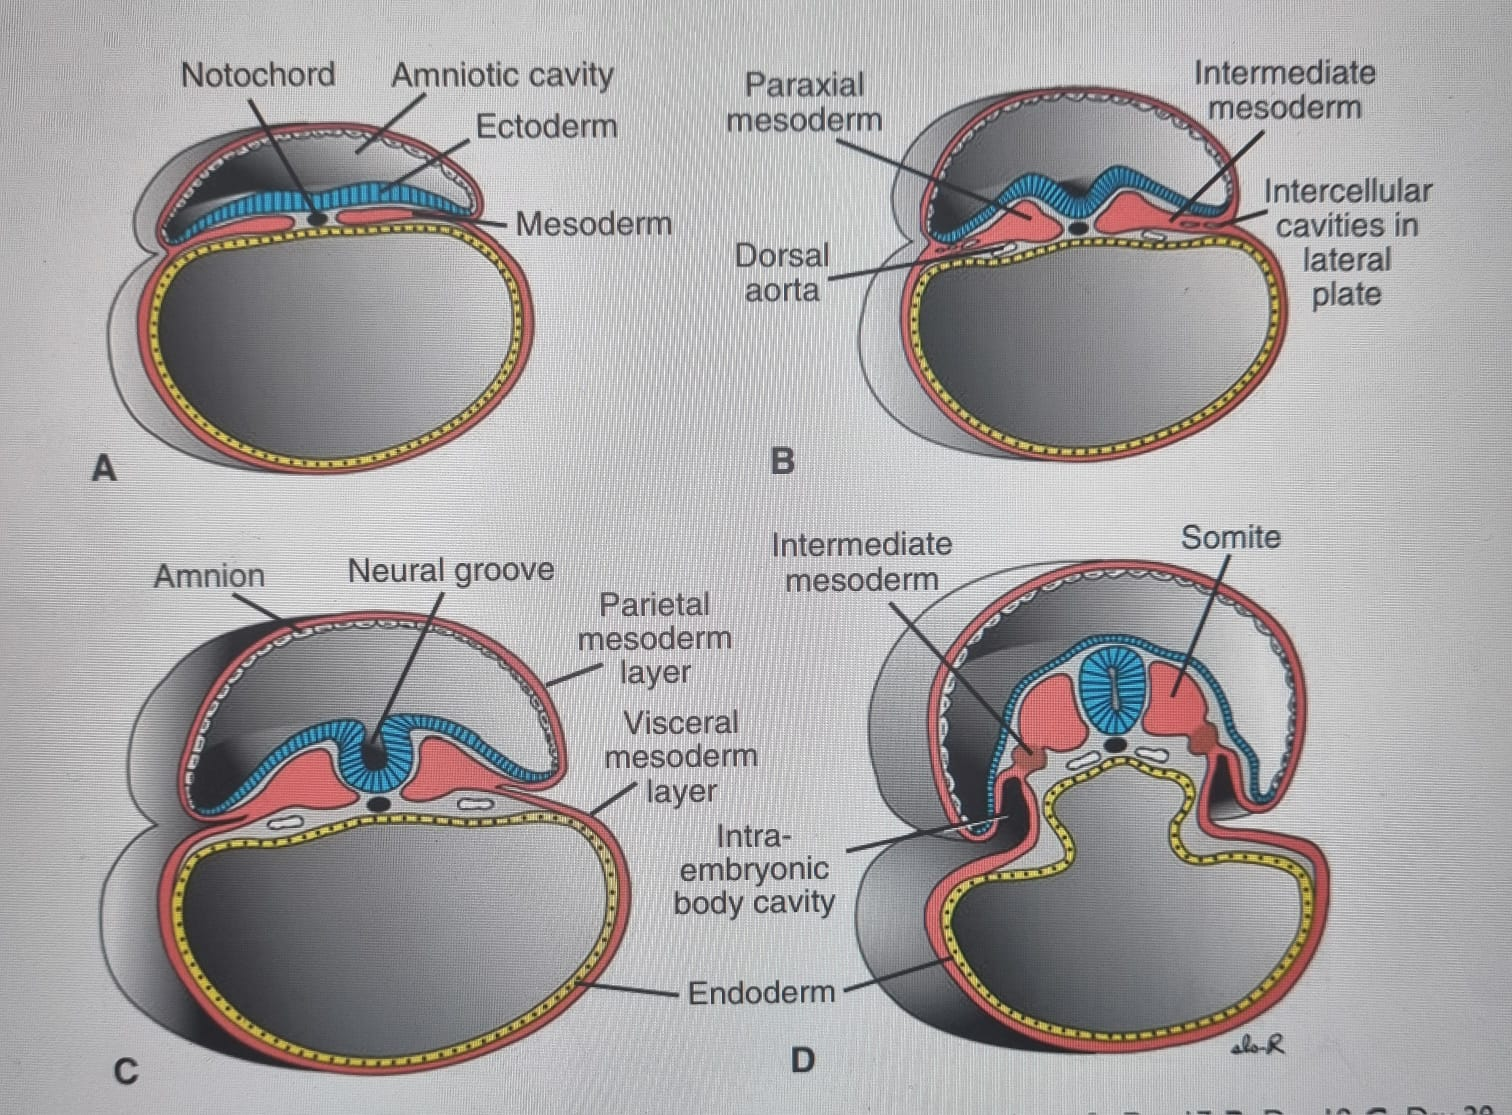 Notochord
Amniotic cavity
Ectoderm
Mesoderm
A
Paraxial
mesoderm
Intermediate
mesoderm
Intercellular
cavities in
lateral
plate
Dorsal
aorta
B
Amnion
Neural groove
Parietal
mesoderm
layer
Visceral
mesoderm
layer
C
Intermediate
mesoderm
Somite
Intra-
embryonic
body cavity
Endoderm
D